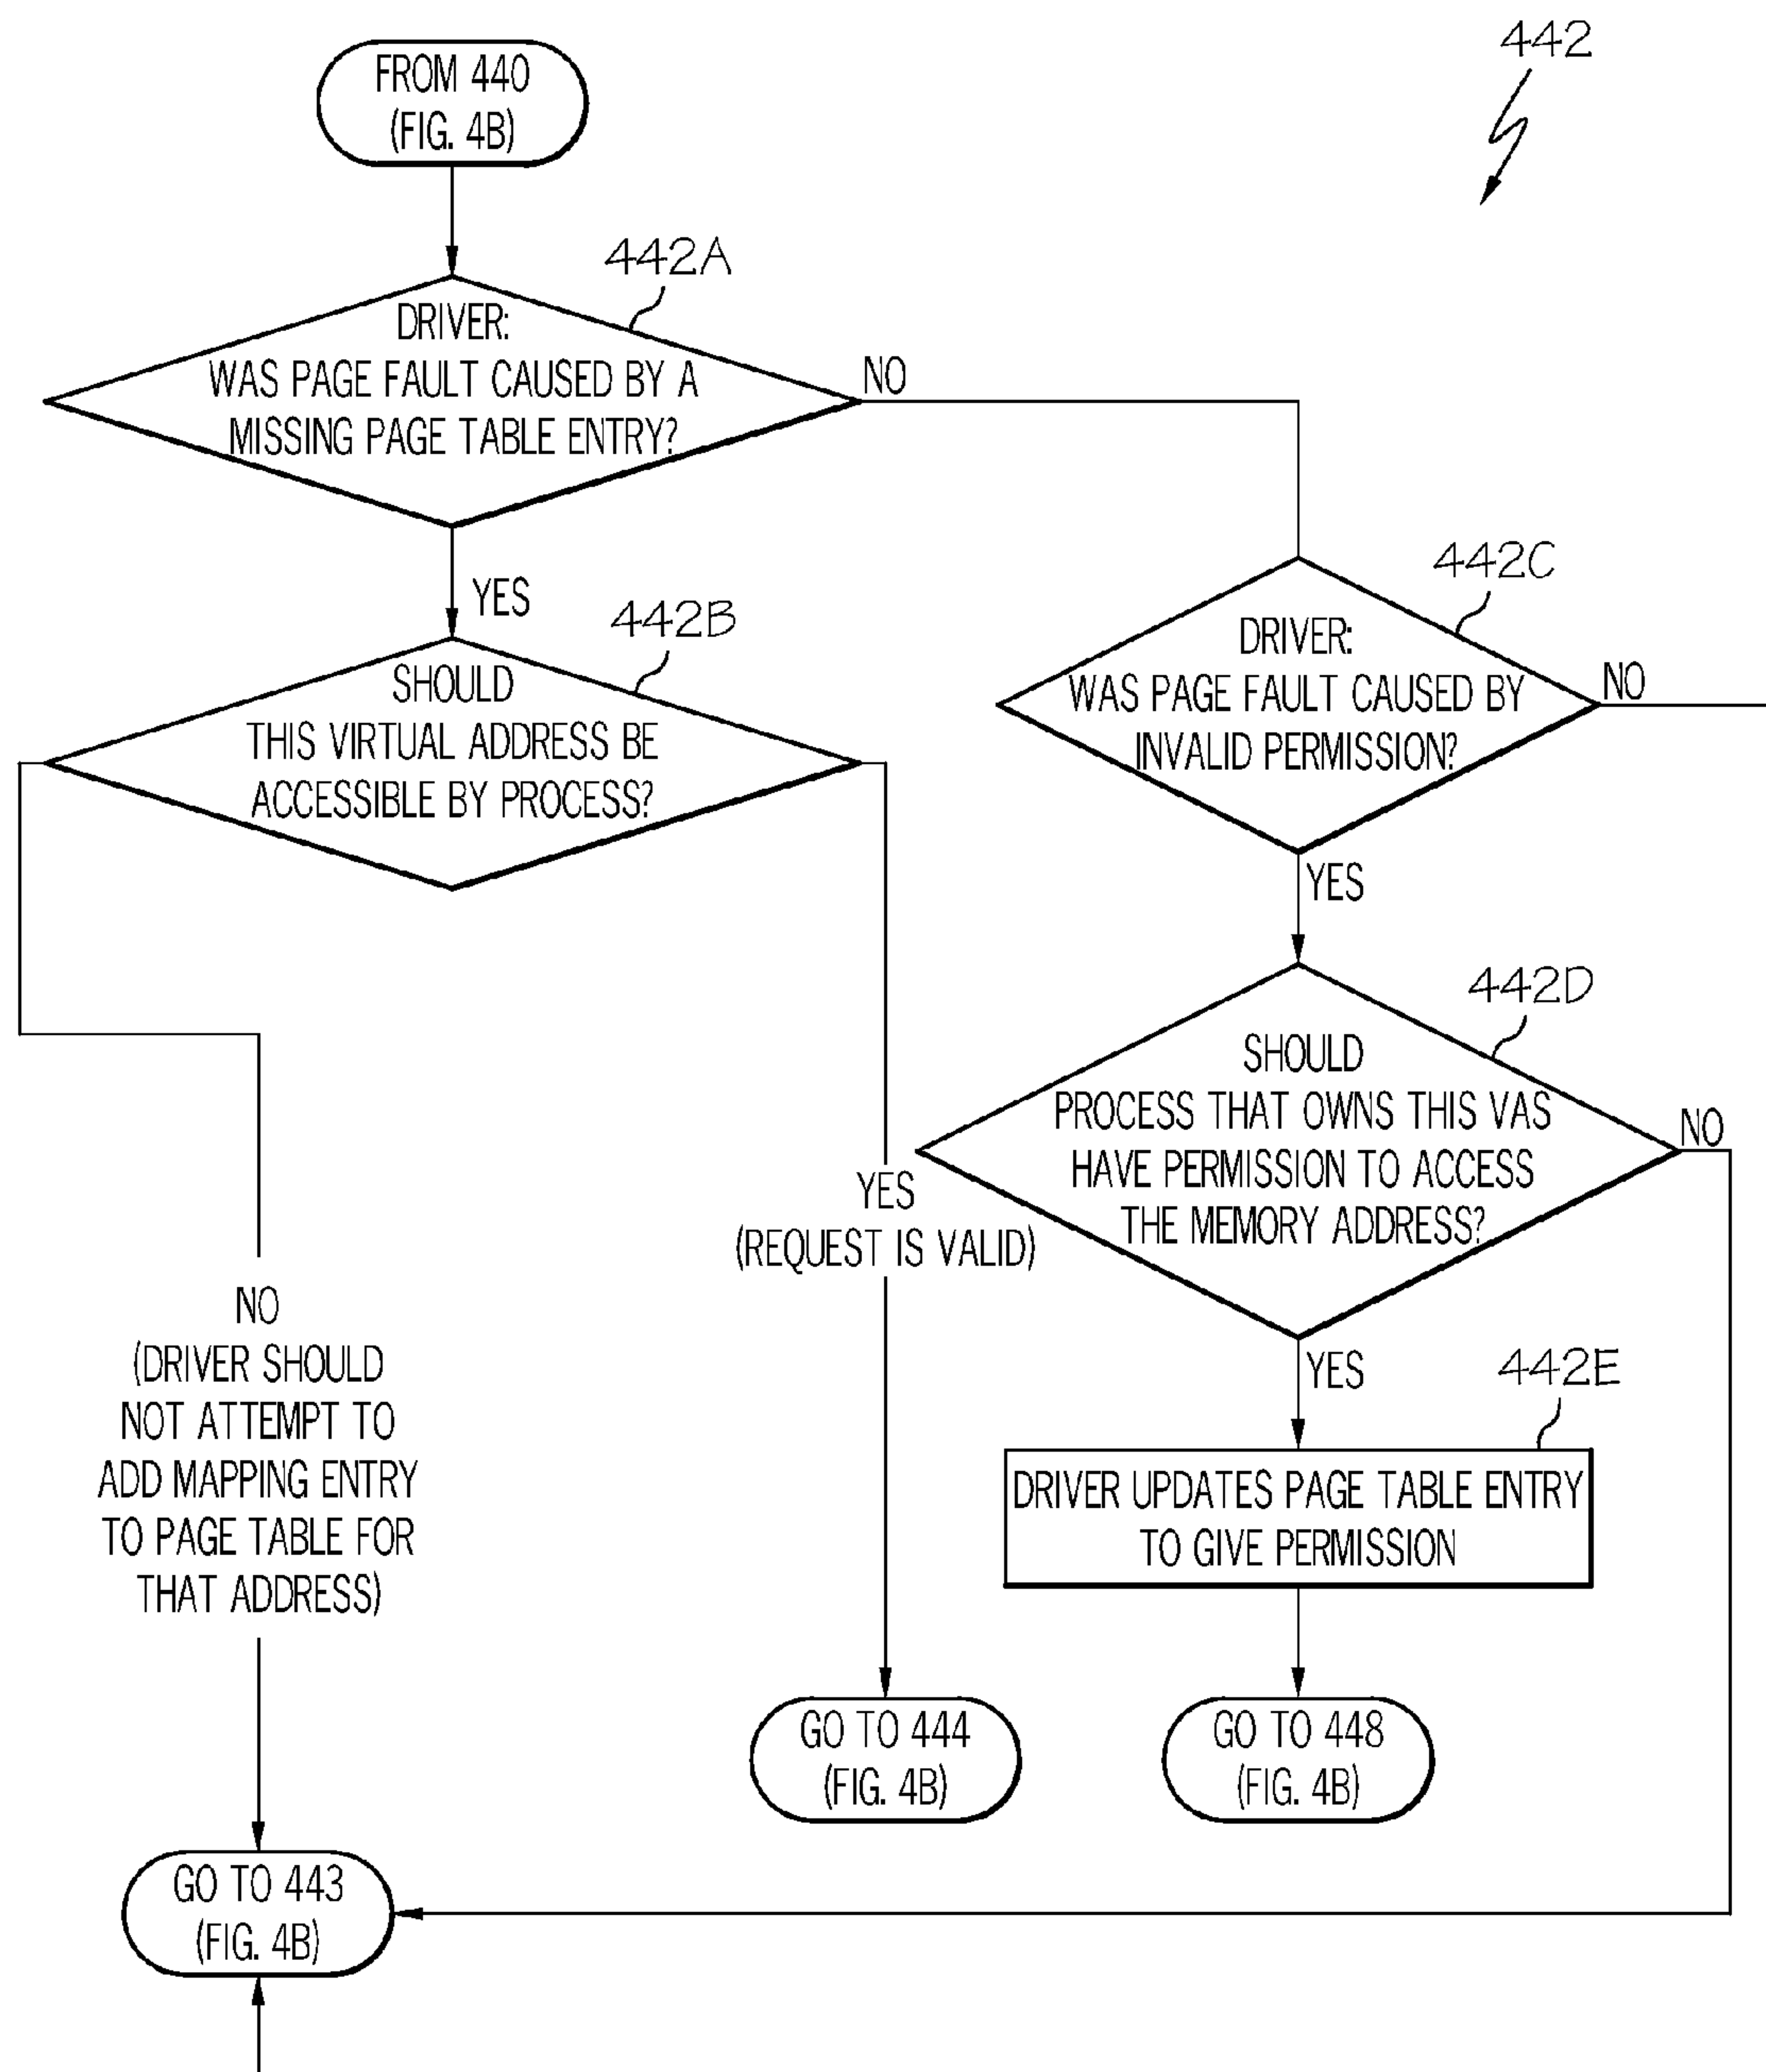 442
FROM 440
(FIG. 4B)
442A
DRIVER:
WAS PAGE FAULT CAUSED BY A
MISSING PAGE TABLE ENTRY?
NO
YES
442B
SHOULD
THIS VIRTUAL ADDRESS BE
ACCESSIBLE BY PROCESS?
442C
DRIVER:
WAS PAGE FAULT CAUSED BY
INVALID PERMISSION?
NO
YES
442D
SHOULD
PROCESS THAT OWNS THIS VAS
HAVE PERMISSION TO ACCESS
THE MEMORY ADDRESS?
NO
YES
(REQUEST IS VALID)
NO
(DRIVER SHOULD
NOT ATTEMPT TO
ADD MAPPING ENTRY
TO PAGE TABLE FOR
THAT ADDRESS)
YES
442E
DRIVER UPDATES PAGE TABLE ENTRY
TO GIVE PERMISSION
GO TO 444
(FIG. 4B)
GO TO 448
(FIG. 4B)
GO TO 443
(FIG. 4B)